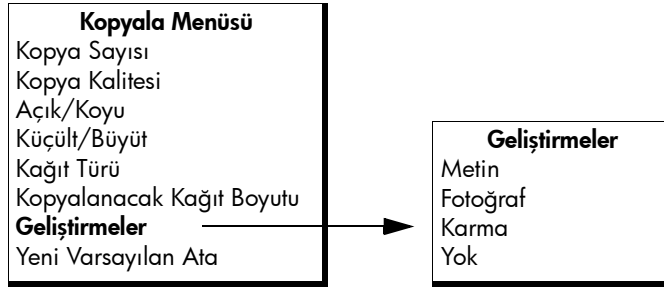 Kopyala Menüsü
Kopya Sayısı
Kopya Kalitesi
Açık/Koyu
Küçült/Büyüt
Kağıt Türü
Kopyalanacak Kağıt Boyutu
Geliştirmeler
Yeni Varsayılan Ata
Geliştirmeler
Metin
Fotoğraf
Karma
Yok